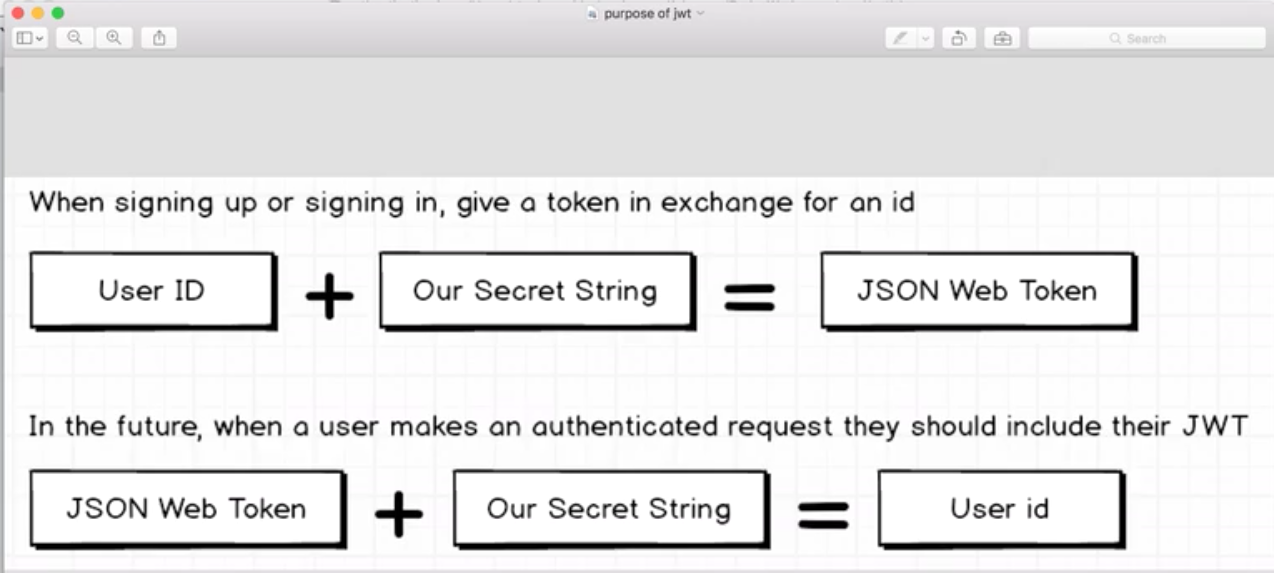 purpose of jwt
Search
When signing up or signing in, give a token in exchange for an id
User ID + Our Secret String = JSON Web Token
In the future, when a user makes an authenticated request they should include their JWT
JSON Web Token + Our Secret String = User id